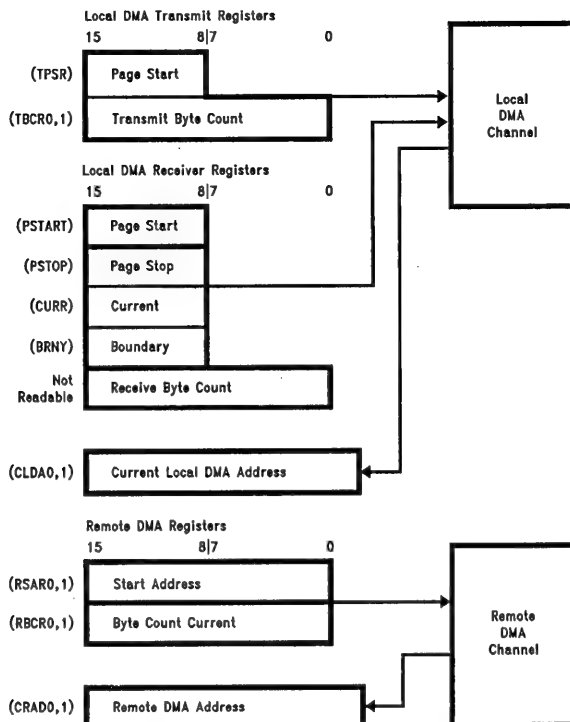 Local DMA Transmit Registers
15 8|7 0
(TPSR) Page Start
(TBCR0,1) Transmit Byte Count
Local DMA Channel
Local DMA Receiver Registers
15 8|7 0
(PSTART) Page Start
(PSTOP) Page Stop
(CURR) Current
(BRNY) Boundary
Not Readable Receive Byte Count
(CLDA0,1) Current Local DMA Address
Remote DMA Registers
15 8|7 0
(RSAR0,1) Start Address
(RBCR0,1) Byte Count Current
Remote DMA Channel
(CRAD0,1) Remote DMA Address